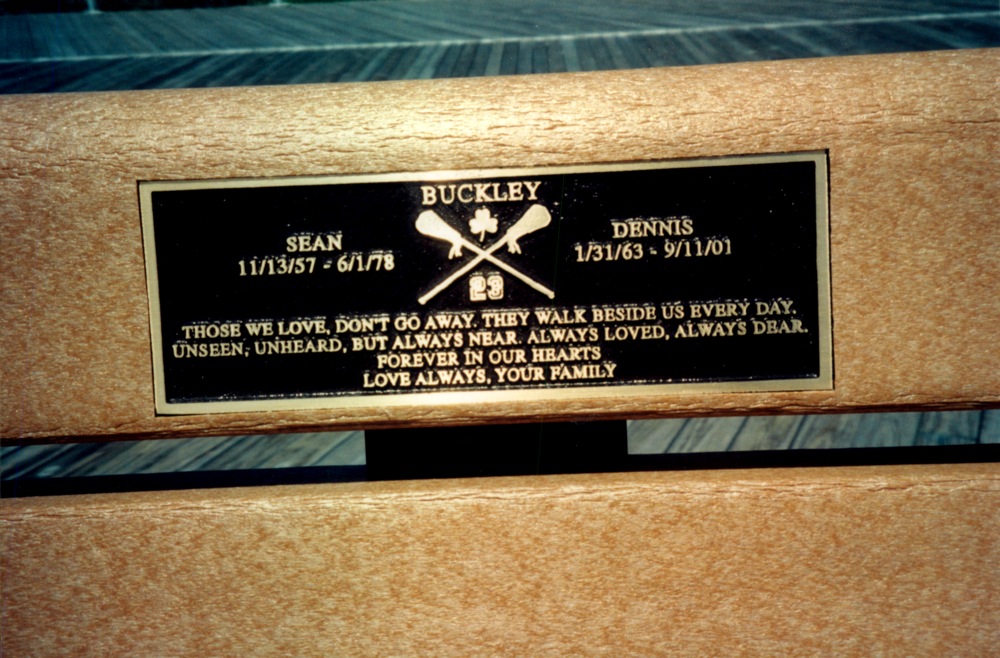 BUCKLEY
SEAN
11/13/57 - 6/1/78
DENNIS
1/31/63 - 9/11/01
23
THOSE WE LOVE, DON'T GO AWAY. THEY WALK BESIDE US EVERY DAY.
UNSEEN, UNHEARD, BUT ALWAYS NEAR. ALWAYS LOVED, ALWAYS DEAR.
FOREVER IN OUR HEARTS
LOVE ALWAYS, YOUR FAMILY